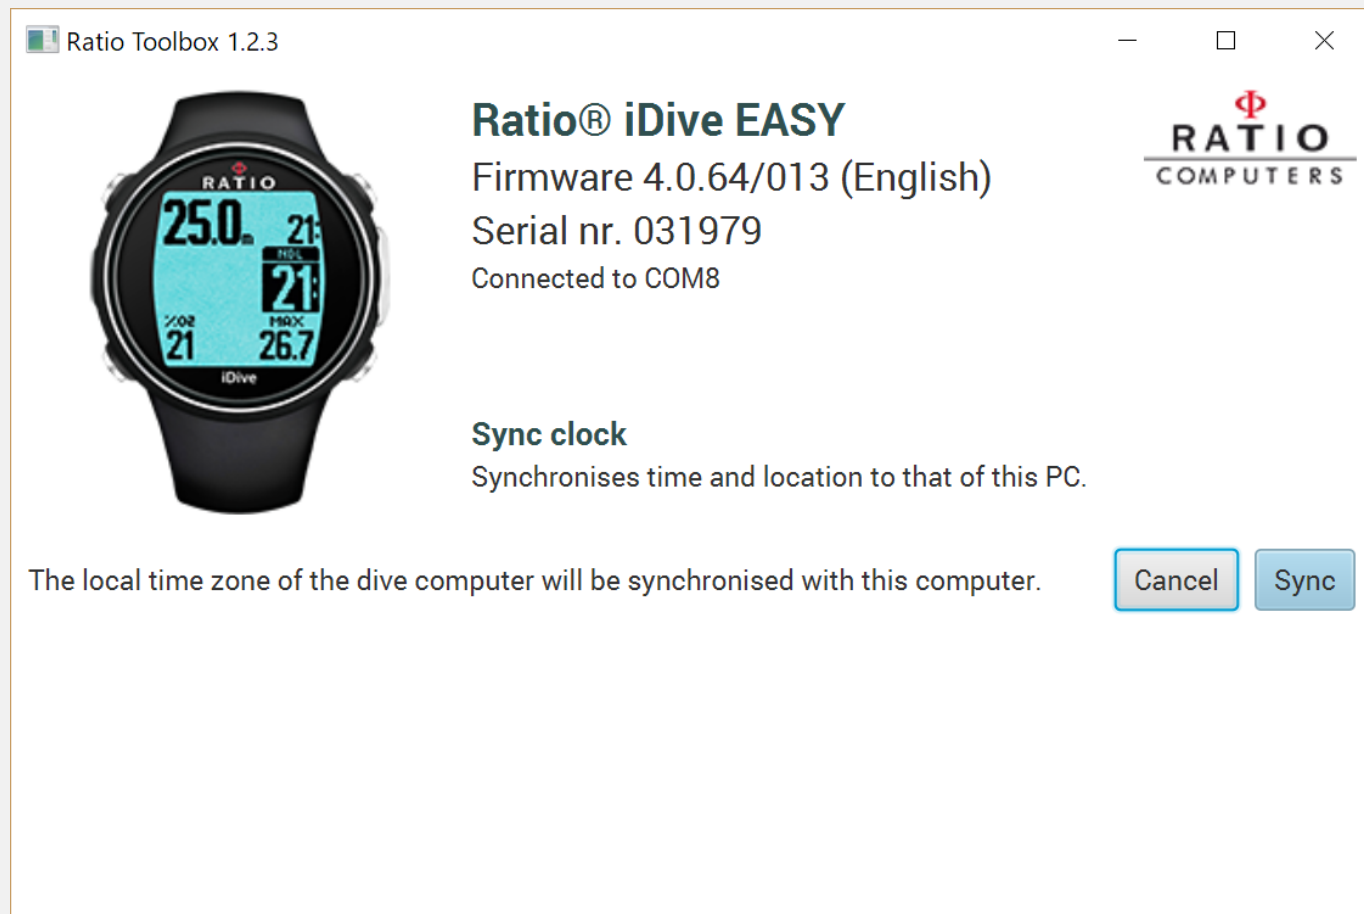 Ratio Toolbox 1.2.3
RATIO
25.0m 21:
NDL
21:
%O2 MAX
21 26.7
iDive
Ratio® iDive EASY
Firmware 4.0.64/013 (English)
Serial nr. 031979
Connected to COM8
RATIO
COMPUTERS
Sync clock
Synchronises time and location to that of this PC.
The local time zone of the dive computer will be synchronised with this computer.
Cancel Sync